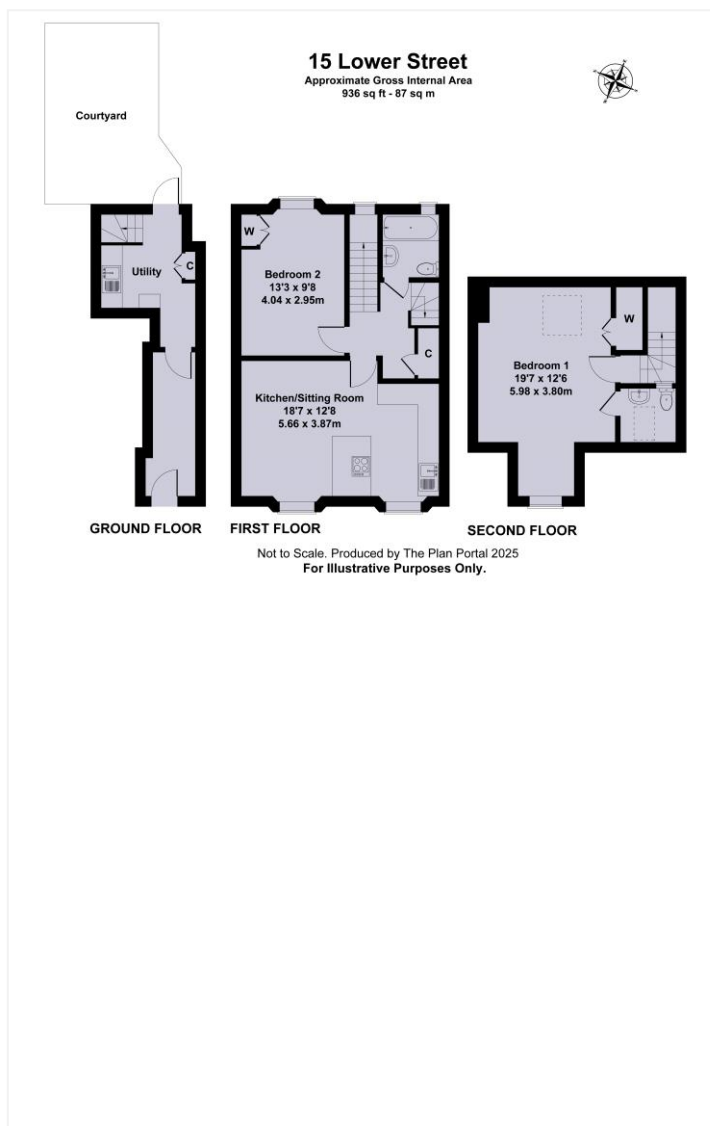 15 Lower Street
Approximate Gross Internal Area
936 sq ft - 87 sq m
Courtyard
Utility
C
W
Bedroom 2
13'3 x 9'8
4.04 x 2.95m
C
Kitchen/Sitting Room
18'7 x 12'8
5.66 x 3.87m
W
Bedroom 1
19'7 x 12'6
5.98 x 3.80m
GROUND FLOOR
FIRST FLOOR
SECOND FLOOR
Not to Scale. Produced by The Plan Portal 2025
For Illustrative Purposes Only.